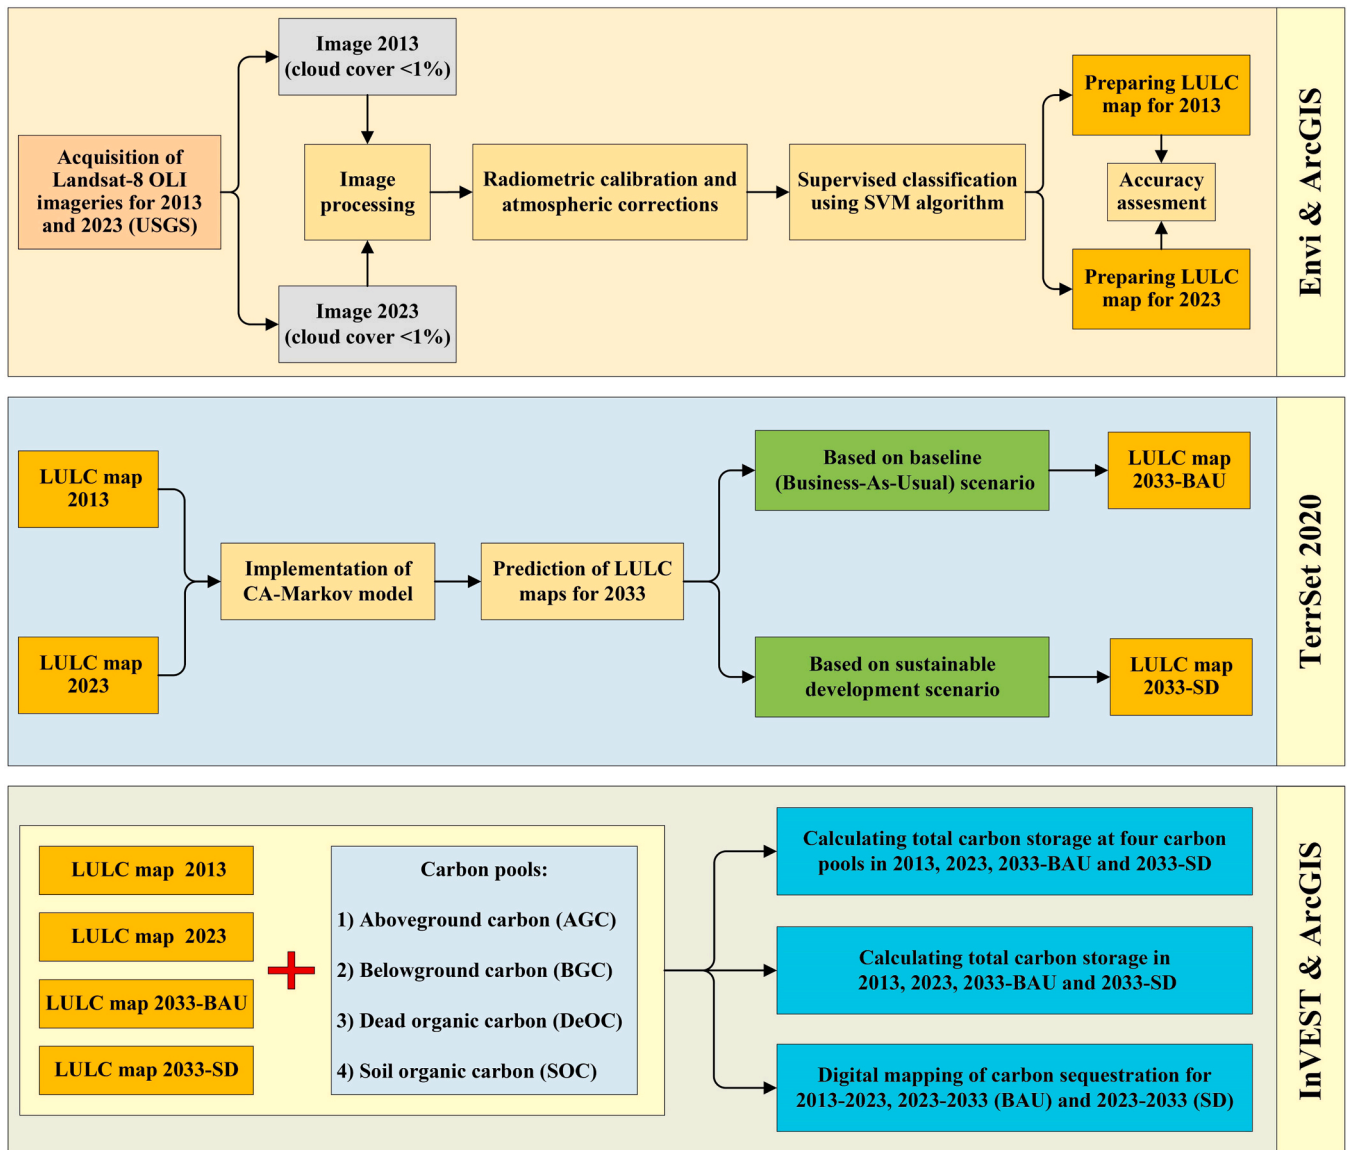 Acquisition of
Landsat-8 OLI
imageries for 2013
and 2023 (USGS)
Image 2013
(cloud cover <1%)
Image
processing
Image 2023
(cloud cover <1%)
Radiometric calibration and
atmospheric corrections
Supervised classification
using SVM algorithm
Preparing LULC
map for 2013
Accuracy
assesment
Preparing LULC
map for 2023
Envi & ArcGIS
LULC map
2013
LULC map
2023
Implementation of
CA-Markov model
Prediction of LULC
maps for 2033
Based on baseline
(Business-As-Usual) scenario
LULC map
2033-BAU
Based on sustainable
development scenario
LULC map
2033-SD
TerrSet 2020
LULC map 2013
LULC map 2023
LULC map 2033-BAU
LULC map 2033-SD
Carbon pools:
1) Aboveground carbon (AGC)
2) Belowground carbon (BGC)
3) Dead organic carbon (DeOC)
4) Soil organic carbon (SOC)
Calculating total carbon storage at four carbon
pools in 2013, 2023, 2033-BAU and 2033-SD
Calculating total carbon storage in
2013, 2023, 2033-BAU and 2033-SD
Digital mapping of carbon sequestration for
2013-2023, 2023-2033 (BAU) and 2023-2033 (SD)
InVEST & ArcGIS